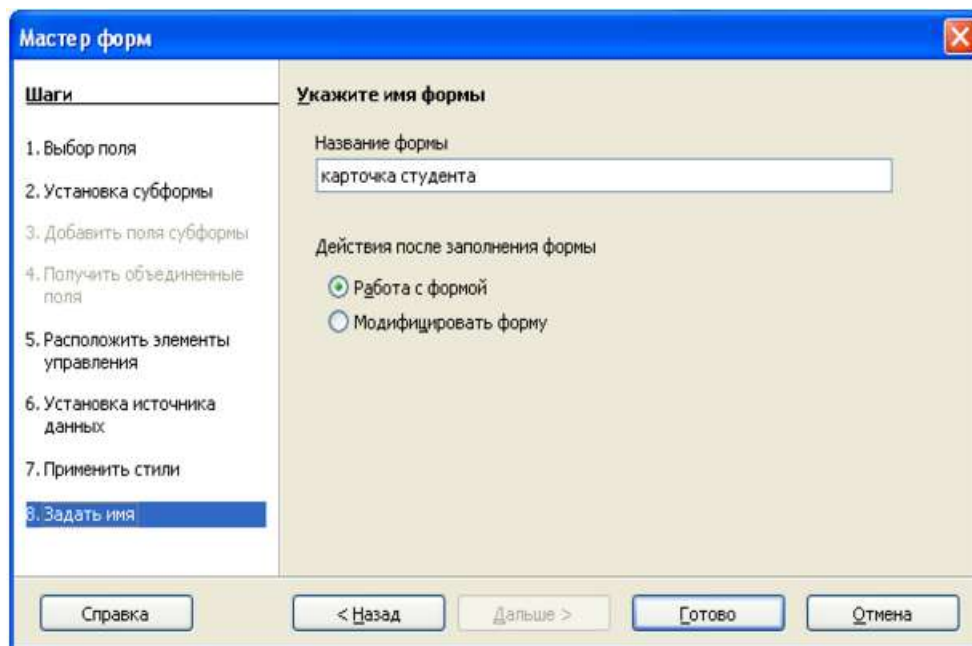 Мастер форм
Шаги
1. Выбор поля
2. Установка субформы
3. Добавить поля субформы
4. Получить объединенные
поля
5. Расположить элементы
управления
6. Установка источника
данных
7. Применить стили
8. Задать имя
Укажите имя формы
Название формы
карточка студента
Действия после заполнения формы
Работа с формой
Модифицировать форму
Справка
< Назад
Дальше >
Готово
Отмена